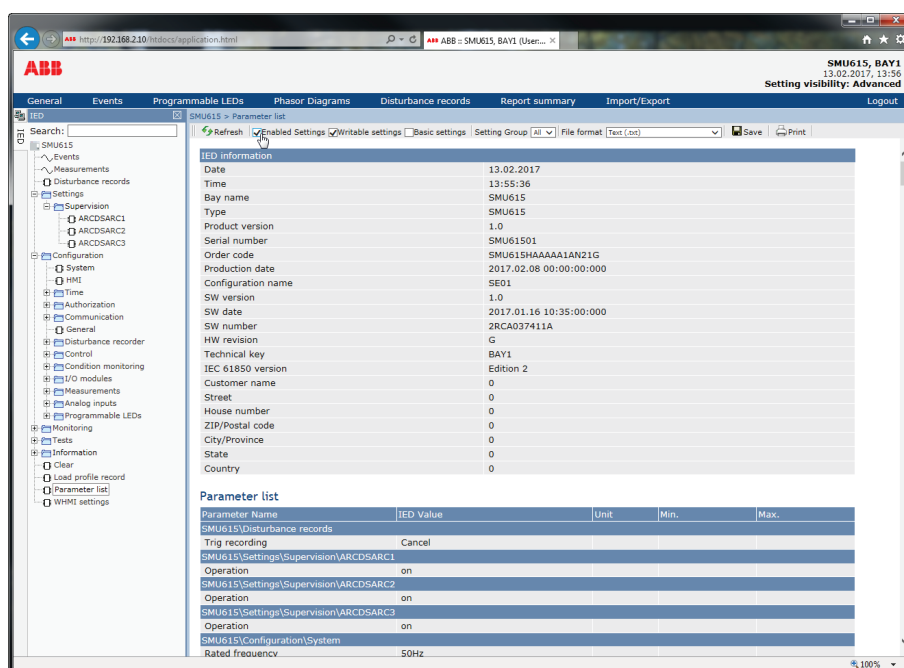 http://192.168.2.10/htdocs/application.html
ABB :: SMU615, BAY1 (User:...
ABB
SMU615, BAY1
13.02.2017, 13:56
Setting visibility: Advanced
General Events Programmable LEDs Phasor Diagrams Disturbance records Report summary Import/Export Logout
IED
SMU615 > Parameter list
IED
Search:
Refresh Enabled Settings Writable settings Basic settings Setting Group All File format Text (.txt) Save Print
SMU615
Events
Measurements
Disturbance records
Settings
Supervision
ARCDSARC1
ARCDSARC2
ARCDSARC3
Configuration
System
HMI
Time
Authorization
Communication
General
Disturbance recorder
Control
Condition monitoring
I/O modules
Measurements
Analog inputs
Programmable LEDs
Monitoring
Tests
Information
Clear
Load profile record
Parameter list
WHMI settings
IED information
Date 13.02.2017
Time 13:55:36
Bay name SMU615
Type SMU615
Product version 1.0
Serial number SMU61501
Order code SMU615HAAAAA1AN21G
Production date 2017.02.08 00:00:00:000
Configuration name SE01
SW version 1.0
SW date 2017.01.16 10:35:00:000
SW number 2RCA037411A
HW revision G
Technical key BAY1
IEC 61850 version Edition 2
Customer name 0
Street 0
House number 0
ZIP/Postal code 0
City/Province 0
State 0
Country 0
Parameter list
Parameter Name IED Value Unit Min. Max.
SMU615\Disturbance records
Trig recording Cancel
SMU615\Settings\Supervision\ARCDSARC1
Operation on
SMU615\Settings\Supervision\ARCDSARC2
Operation on
SMU615\Settings\Supervision\ARCDSARC3
Operation on
SMU615\Configuration\System
Rated frequency 50Hz
100%